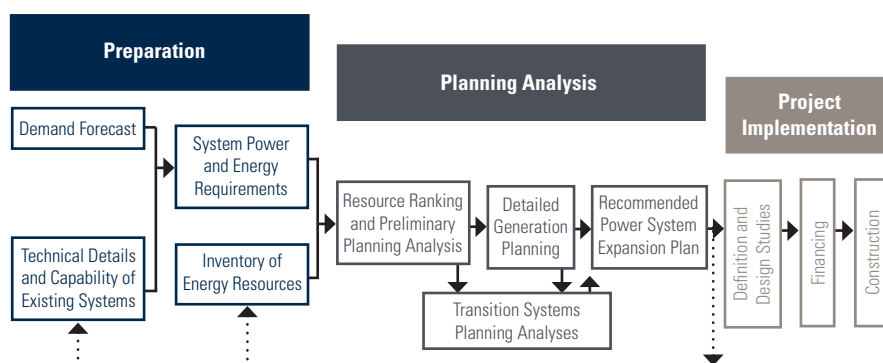 Preparation
Planning Analysis
Project
Implementation
Demand Forecast
System Power
and Energy
Requirements
Technical Details
and Capability of
Existing Systems
Inventory of
Energy Resources
Resource Ranking
and Preliminary
Planning Analysis
Detailed
Generation
Planning
Recommended
Power System
Expansion Plan
Transition Systems
Planning Analyses
Definition and
Design Studies
Financing
Construction